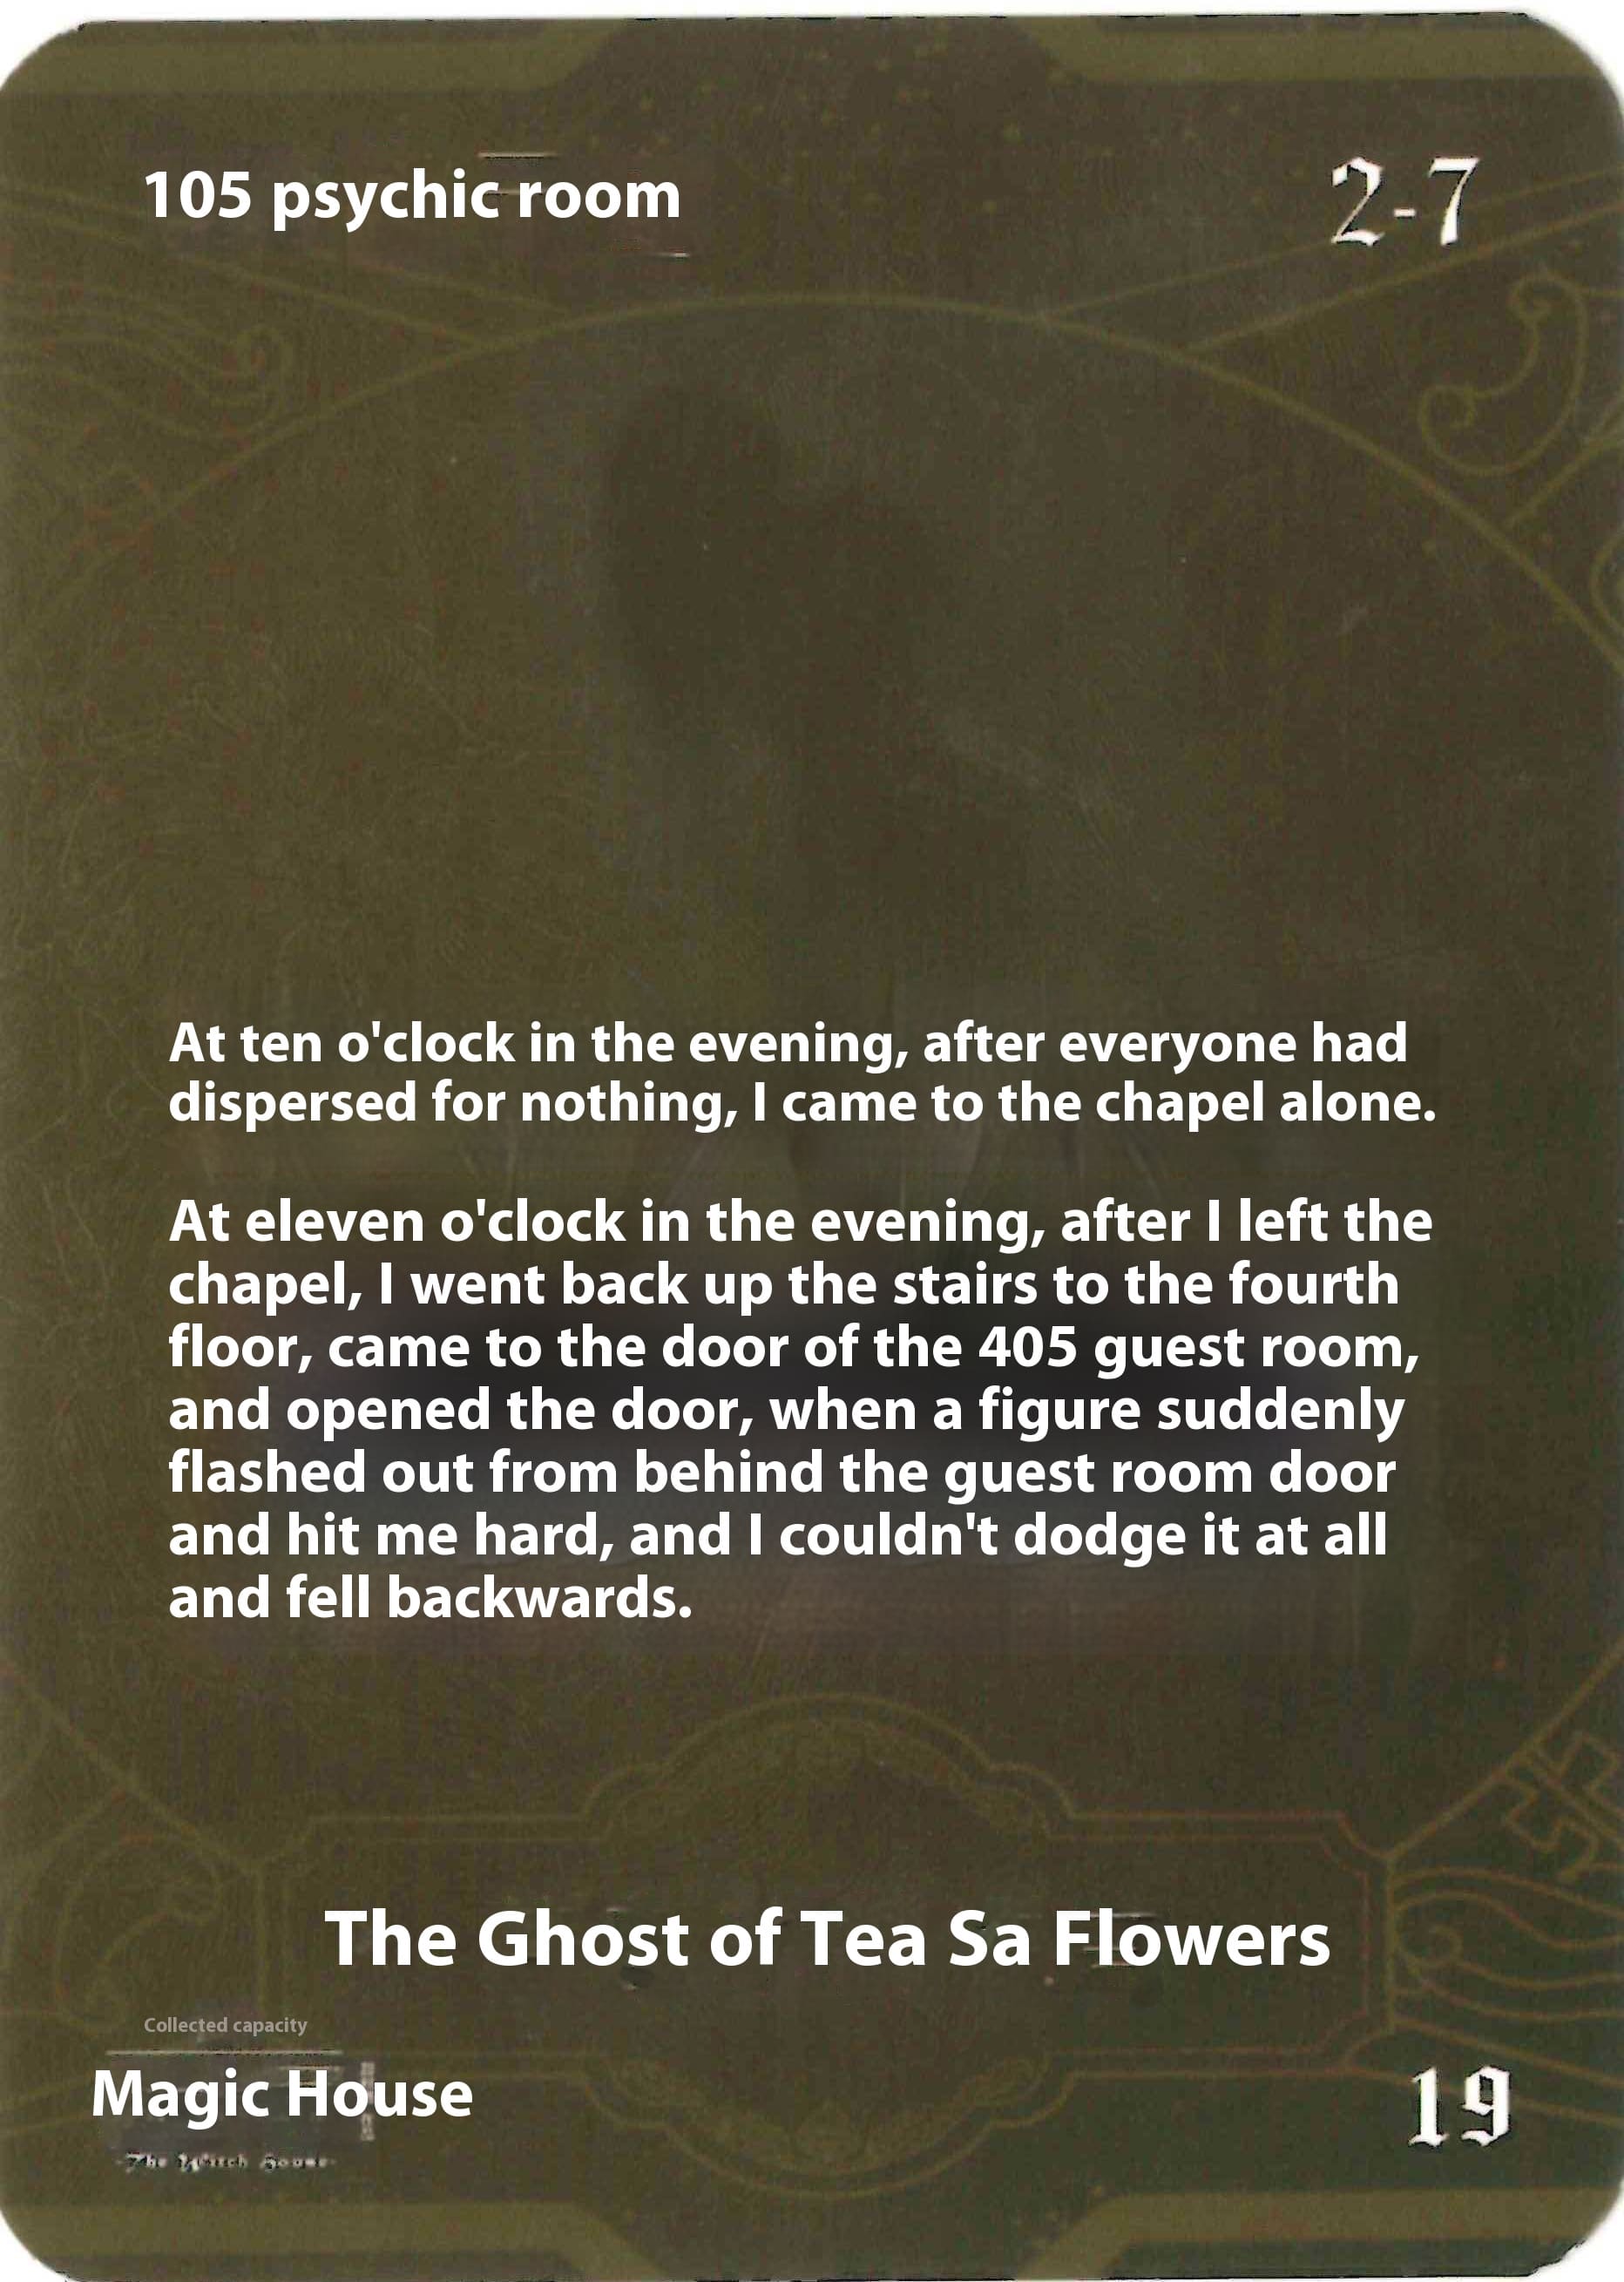 105 psychic room
2-7
At ten o'clock in the evening, after everyone had
dispersed for nothing, I came to the chapel alone.
At eleven o'clock in the evening, after I left the
chapel, I went back up the stairs to the fourth
floor, came to the door of the 405 guest room,
and opened the door, when a figure suddenly
flashed out from behind the guest room door
and hit me hard, and I couldn't dodge it at all
and fell backwards.
The Ghost of Tea Sa Flowers
Collected capacity
Magic House
-The Witch House-
19